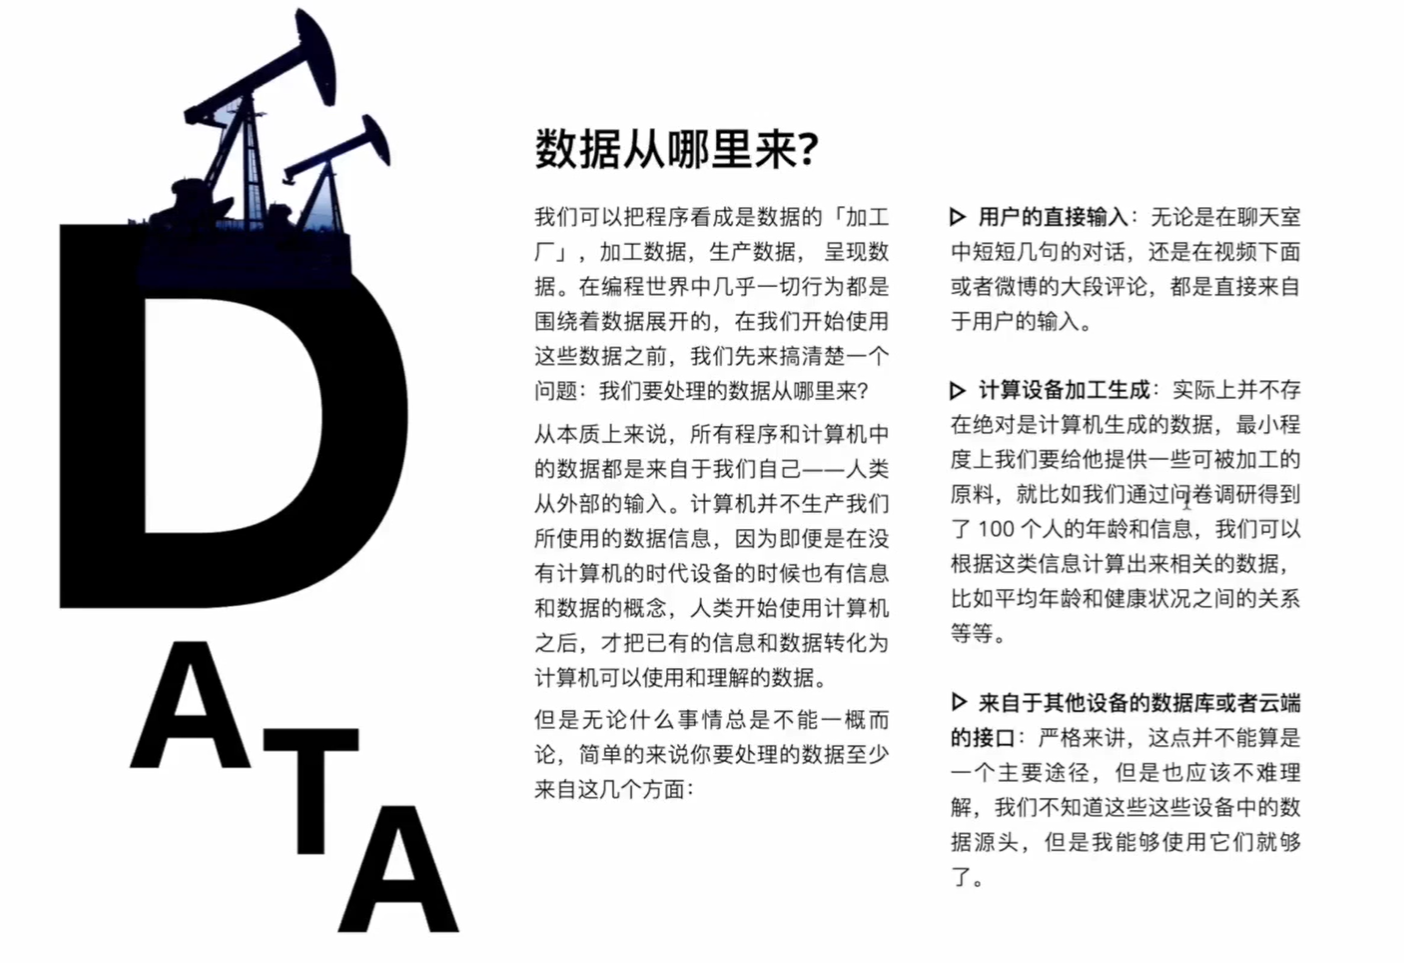 D
A
T
A
数据从哪里来?
我们可以把程序看成是数据的「加工
厂」，加工数据，生产数据， 呈现数
据。在编程世界中几乎一切行为都是
围绕着数据展开的，在我们开始使用
这些数据之前，我们先来搞清楚一个
问题：我们要处理的数据从哪里来？
从本质上来说，所有程序和计算机中
的数据都是来自于我们自己——人类
从外部的输入。计算机并不生产我们
所使用的数据信息，因为即便是在没
有计算机的时代设备的时候也有信息
和数据的概念，人类开始使用计算机
之后，才把已有的信息和数据转化为
计算机可以使用和理解的数据。
但是无论什么事情总是不能一概而
论，简单的来说你要处理的数据至少
来自这几个方面：
▷ 用户的直接输入：无论是在聊天室
中短短几句的对话，还是在视频下面
或者微博的大段评论，都是直接来自
于用户的输入。
▷ 计算设备加工生成：实际上并不存
在绝对是计算机生成的数据，最小程
度上我们要给他提供一些可被加工的
原料，就比如我们通过问卷调研得到
了 100 个人的年龄和信息，我们可以
根据这类信息计算出来相关的数据，
比如平均年龄和健康状况之间的关系
等等。
▷ 来自于其他设备的数据库或者云端
的接口：严格来讲，这点并不能算是
一个主要途径，但是也应该不难理
解，我们不知道这些这些设备中的数
据源头，但是我能够使用它们就够
了。